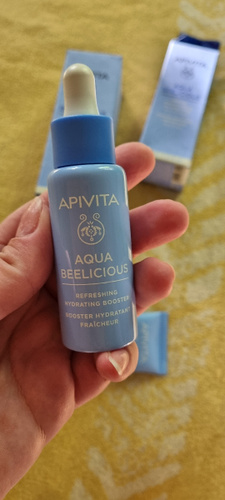 APIVITA
AQUA
BEELICIOUS
REFRESHING
HYDRATING BOOSTER
BOOSTER HYDRATANT
FRAÎCHEUR